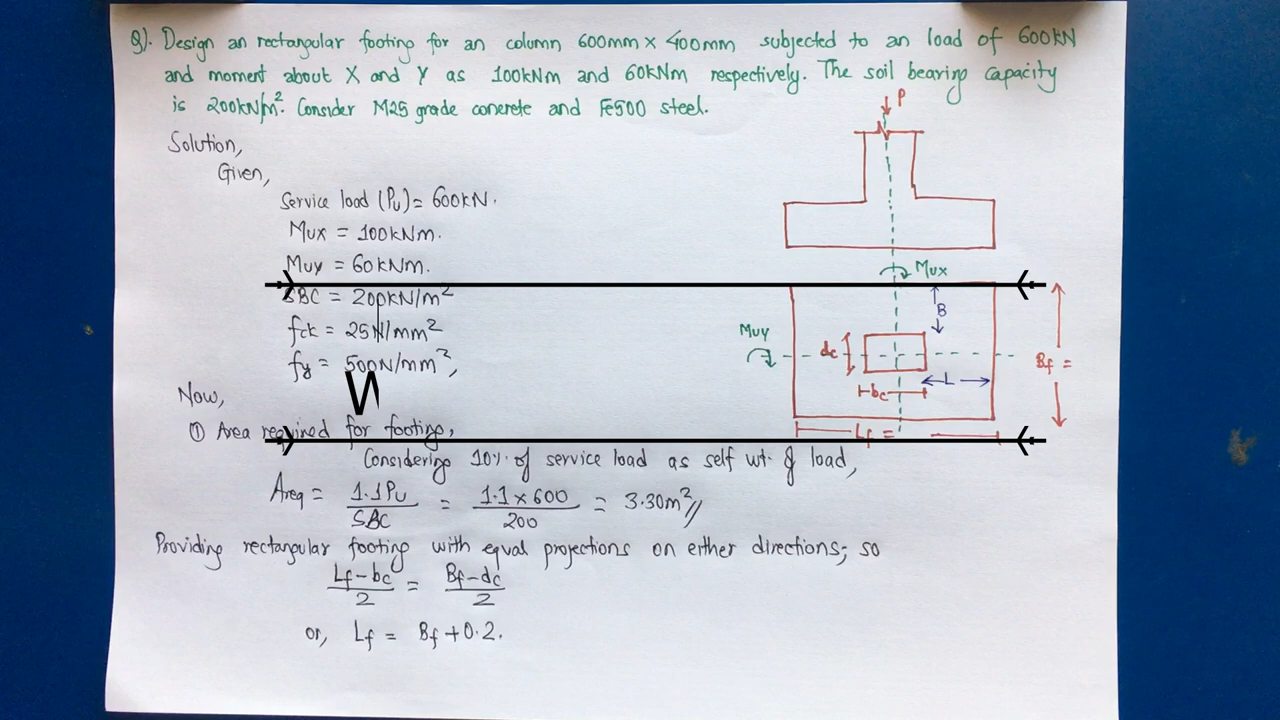 Q). Design an rectangular footing for an column 600mm x 400mm subjected to an load of 600kN
and moment about X and Y as 100kNm and 60kNm respectively. The soil bearing capacity
is 200kN/m². Consider M25 grade concrete and Fe500 steel.
P
Solution,
Given,
Service load (Pu) = 600kN.
Mux = 100kNm.
Muy = 60kNm.
Mux
SBC = 200kN/m²
B
fck = 25N/mm²
Muy
dc
Bf =
fy = 500N/mm²,
L
bc
Now,
① Area required for footing,
Lf =
Considering 10% of service load as self wt. of load,
Areq = 1.1Pu / SBC = 1.1 x 600 / 200 = 3.30m²//
Providing rectangular footing with equal projections on either directions; so
Lf - bc / 2 = Bf - dc / 2
or, Lf = Bf + 0.2.